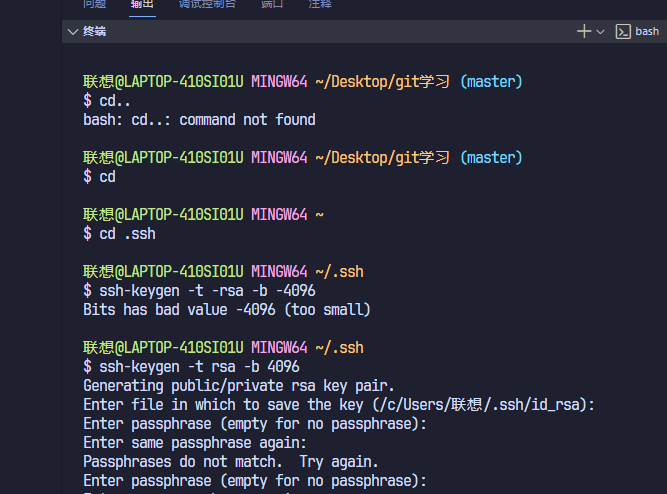 问题 输出 调试控制台 端口 注释
终端 bash
联想@LAPTOP-410SI01U MINGW64 ~/Desktop/git学习 (master)
$ cd..
bash: cd..: command not found
联想@LAPTOP-410SI01U MINGW64 ~/Desktop/git学习 (master)
$ cd
联想@LAPTOP-410SI01U MINGW64 ~
$ cd .ssh
联想@LAPTOP-410SI01U MINGW64 ~/.ssh
$ ssh-keygen -t -rsa -b -4096
Bits has bad value -4096 (too small)
联想@LAPTOP-410SI01U MINGW64 ~/.ssh
$ ssh-keygen -t rsa -b 4096
Generating public/private rsa key pair.
Enter file in which to save the key (/c/Users/联想/.ssh/id_rsa):
Enter passphrase (empty for no passphrase):
Enter same passphrase again:
Passphrases do not match.  Try again.
Enter passphrase (empty for no passphrase):